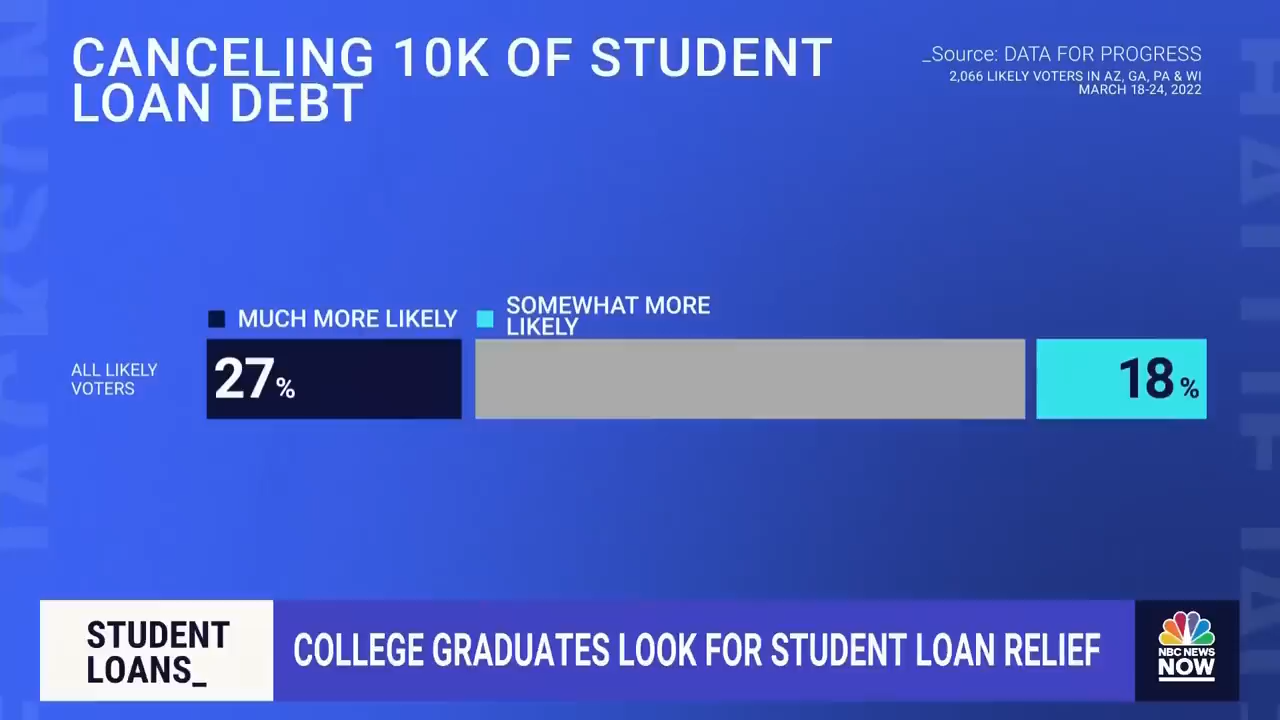 CANCELING 10K OF STUDENT
LOAN DEBT
_Source: DATA FOR PROGRESS
2,066 LIKELY VOTERS IN AZ, GA, PA & WI
MARCH 18-24, 2022
MUCH MORE LIKELY
SOMEWHAT MORE
LIKELY
ALL LIKELY
VOTERS
27%
18%
STUDENT
LOANS_
COLLEGE GRADUATES LOOK FOR STUDENT LOAN RELIEF
NBC NEWS
NOW